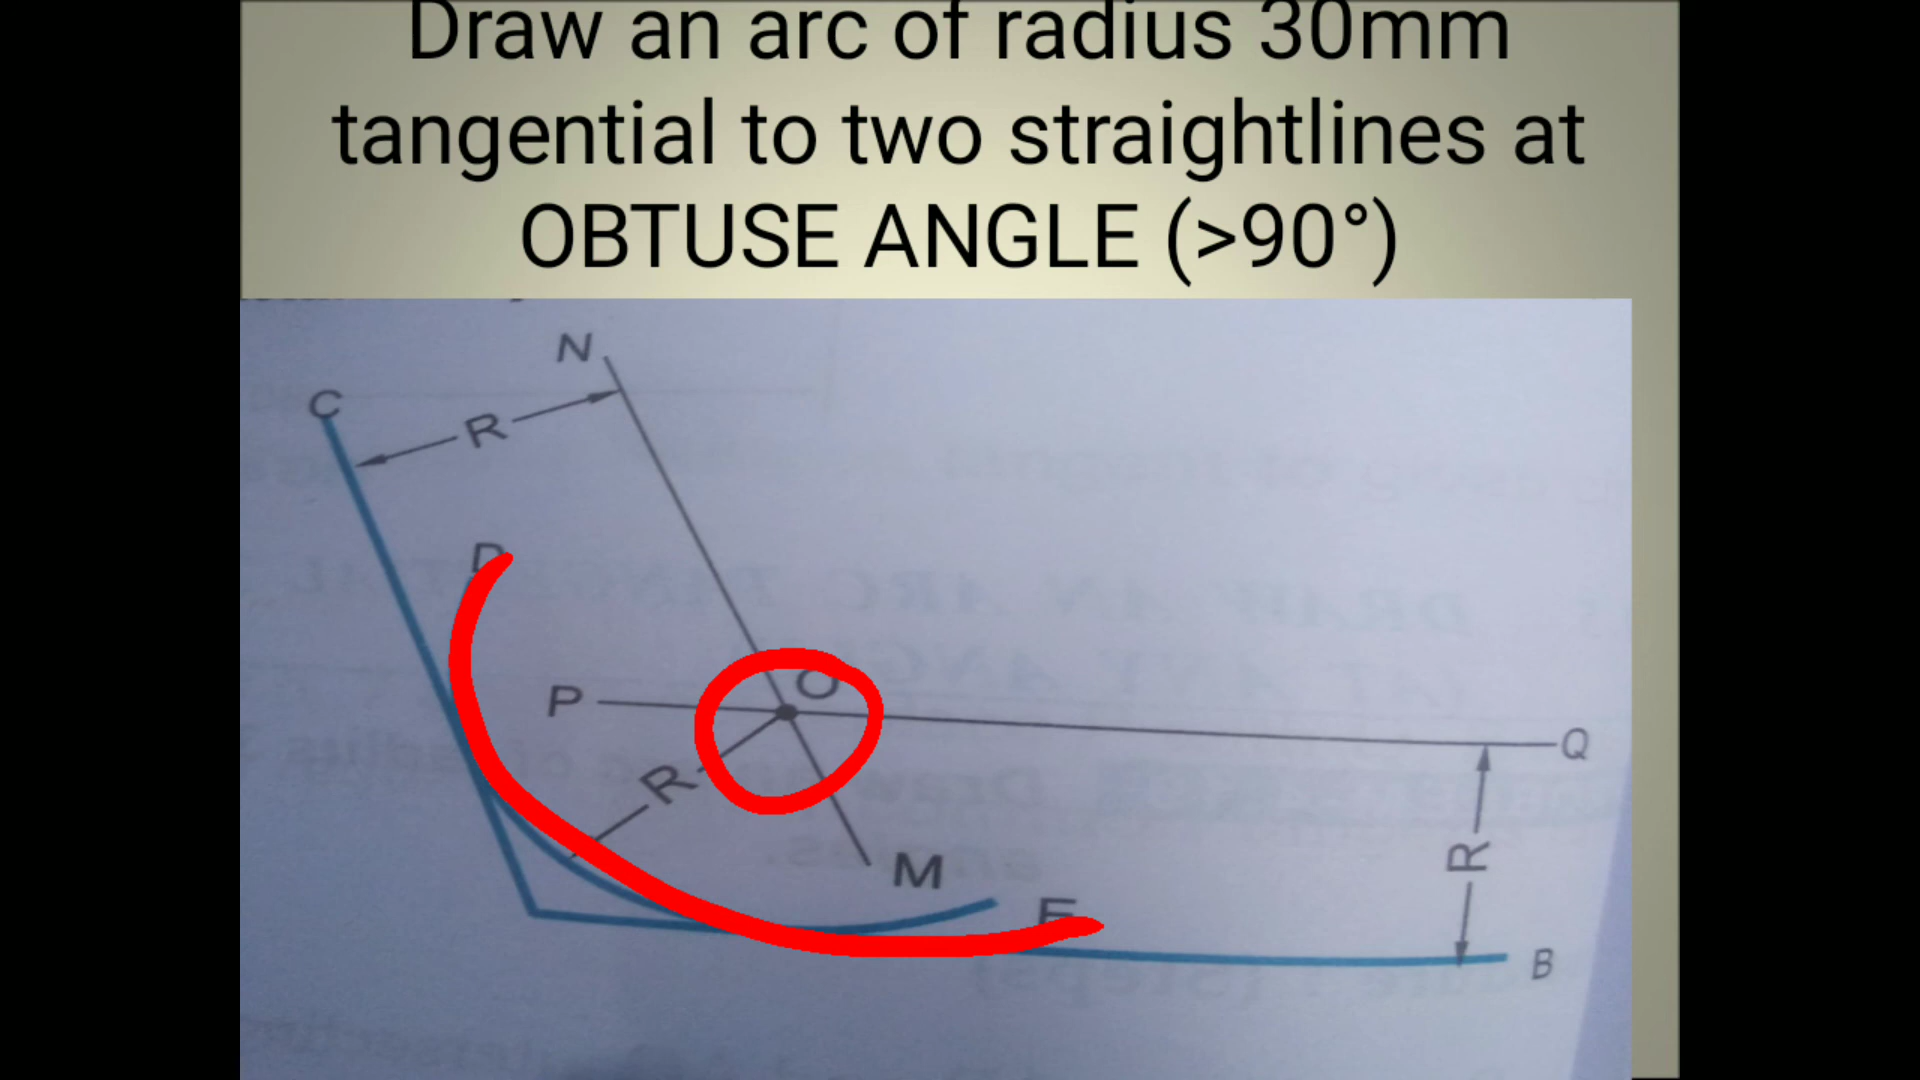 Draw an arc of radius 30mm
tangential to two straightlines at
OBTUSE ANGLE (>90°)
N
C
R
D
P
O
Q
R
R
M
E
B